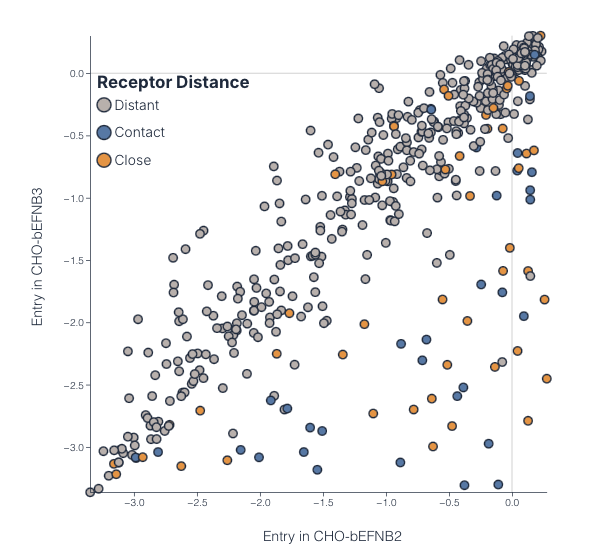 Receptor Distance
Distant
Contact
Close
Entry in CHO-bEFNB3
0.0
−0.5
−1.0
−1.5
−2.0
−2.5
−3.0
−3.0
−2.5
−2.0
−1.5
−1.0
−0.5
0.0
Entry in CHO-bEFNB2